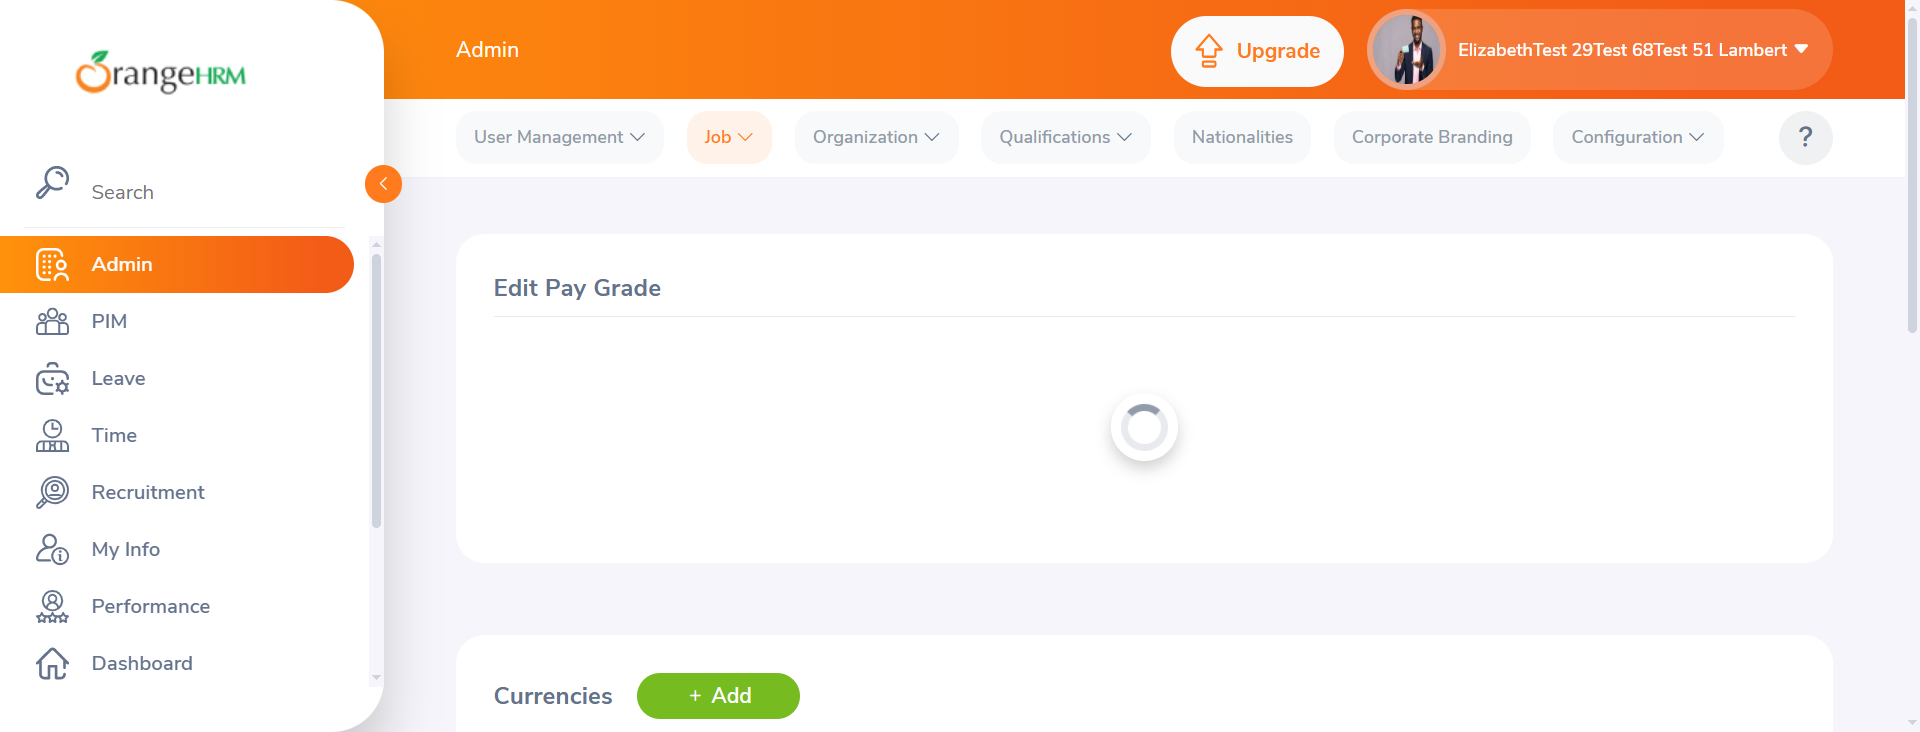 OrangeHRM
Admin
Upgrade
ElizabethTest 29Test 68Test 51 Lambert
User Management
Job
Organization
Qualifications
Nationalities
Corporate Branding
Configuration
?
Search
Admin
PIM
Leave
Time
Recruitment
My Info
Performance
Dashboard
Edit Pay Grade
Currencies
+ Add